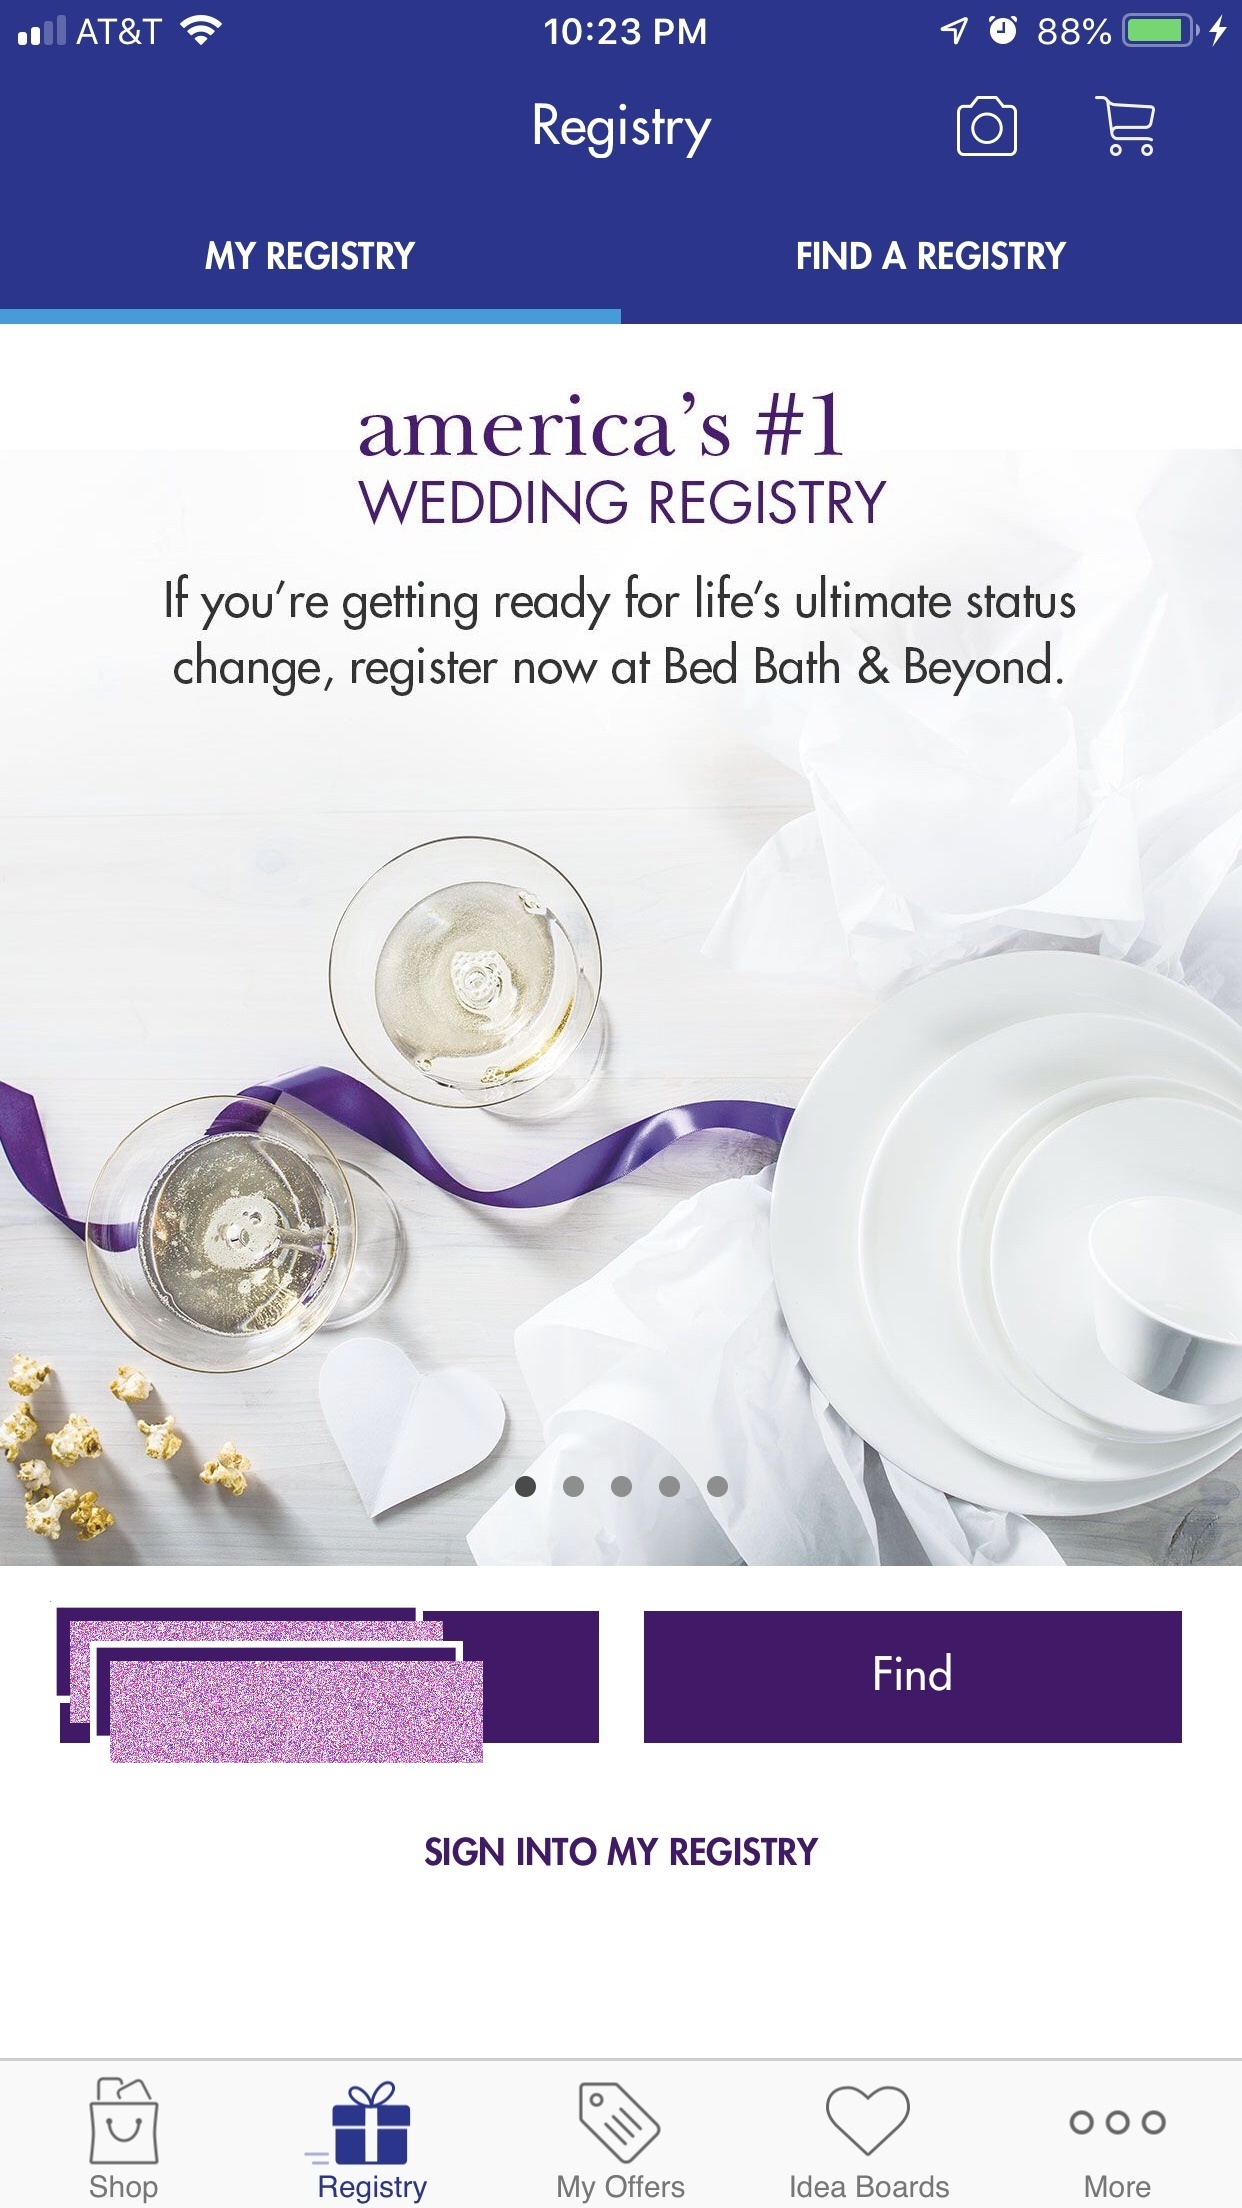 AT&T 10:23 PM 88%
Registry
MY REGISTRY FIND A REGISTRY
america's #1
WEDDING REGISTRY
If you're getting ready for life's ultimate status
change, register now at Bed Bath & Beyond.
Find
SIGN INTO MY REGISTRY
Shop Registry My Offers Idea Boards More